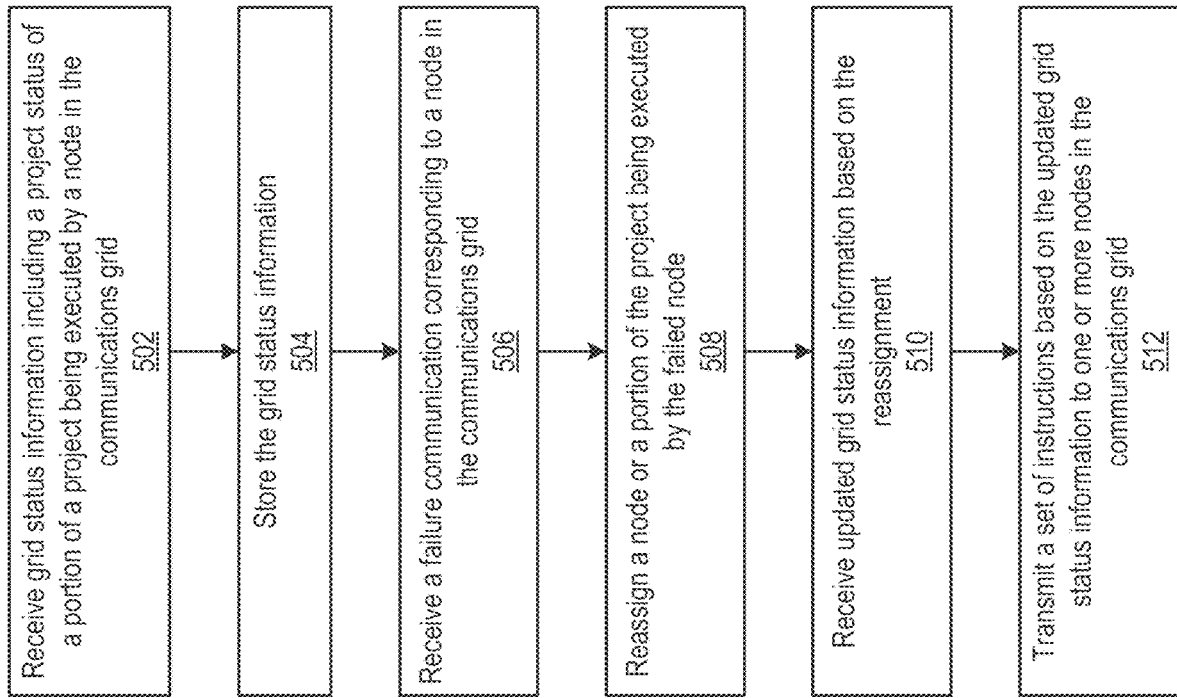 Receive grid status information including a project status of
a portion of a project being executed by a node in the
communications grid
502
Store the grid status information
504
Receive a failure communication corresponding to a node in
the communications grid
506
Reassign a node or a portion of the project being executed
by the failed node
508
Receive updated grid status information based on the
reassignment
510
Transmit a set of instructions based on the updated grid
status information to one or more nodes in the
communications grid
512